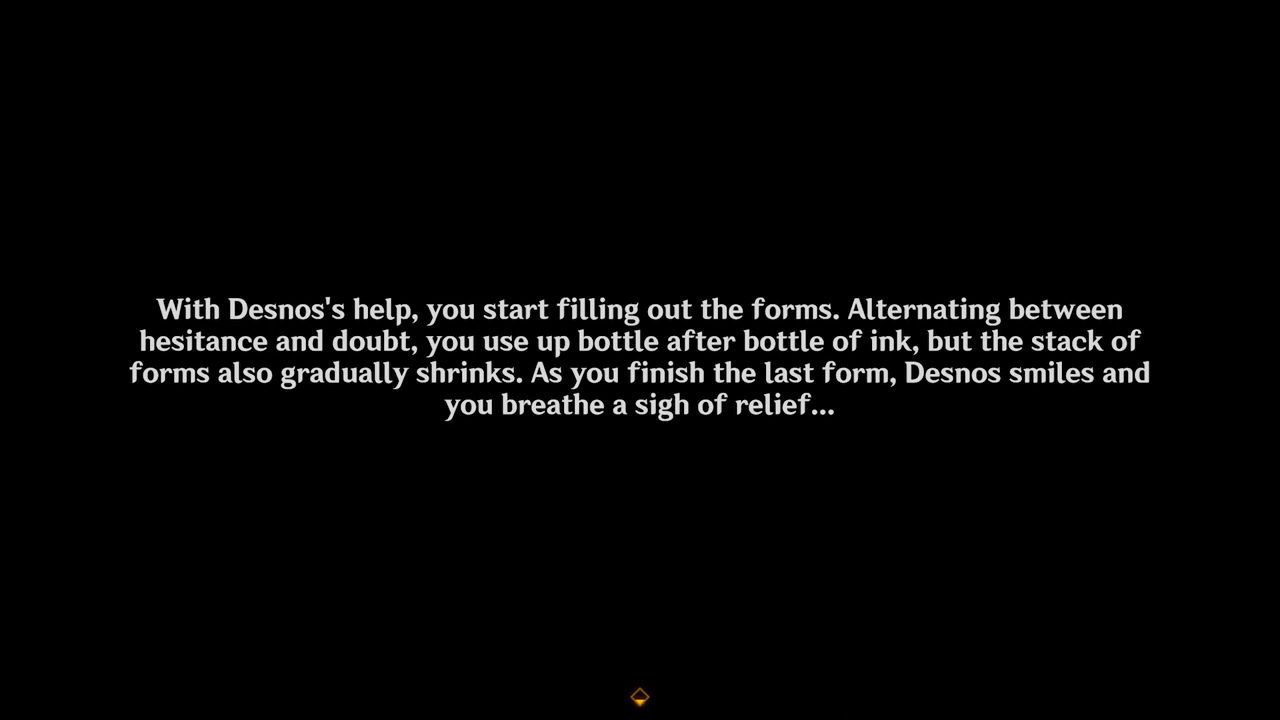 With Desnos's help, you start filling out the forms. Alternating between
hesitance and doubt, you use up bottle after bottle of ink, but the stack of
forms also gradually shrinks. As you finish the last form, Desnos smiles and
you breathe a sigh of relief...